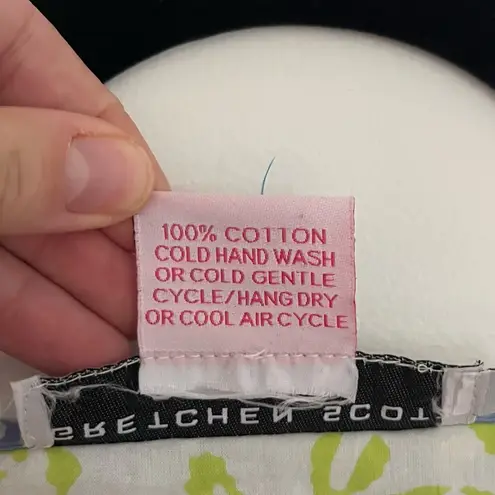 100% COTTON
COLD HAND WASH
OR COLD GENTLE
CYCLE/HANG DRY
OR COOL AIR CYCLE
GRETCHEN SCOT